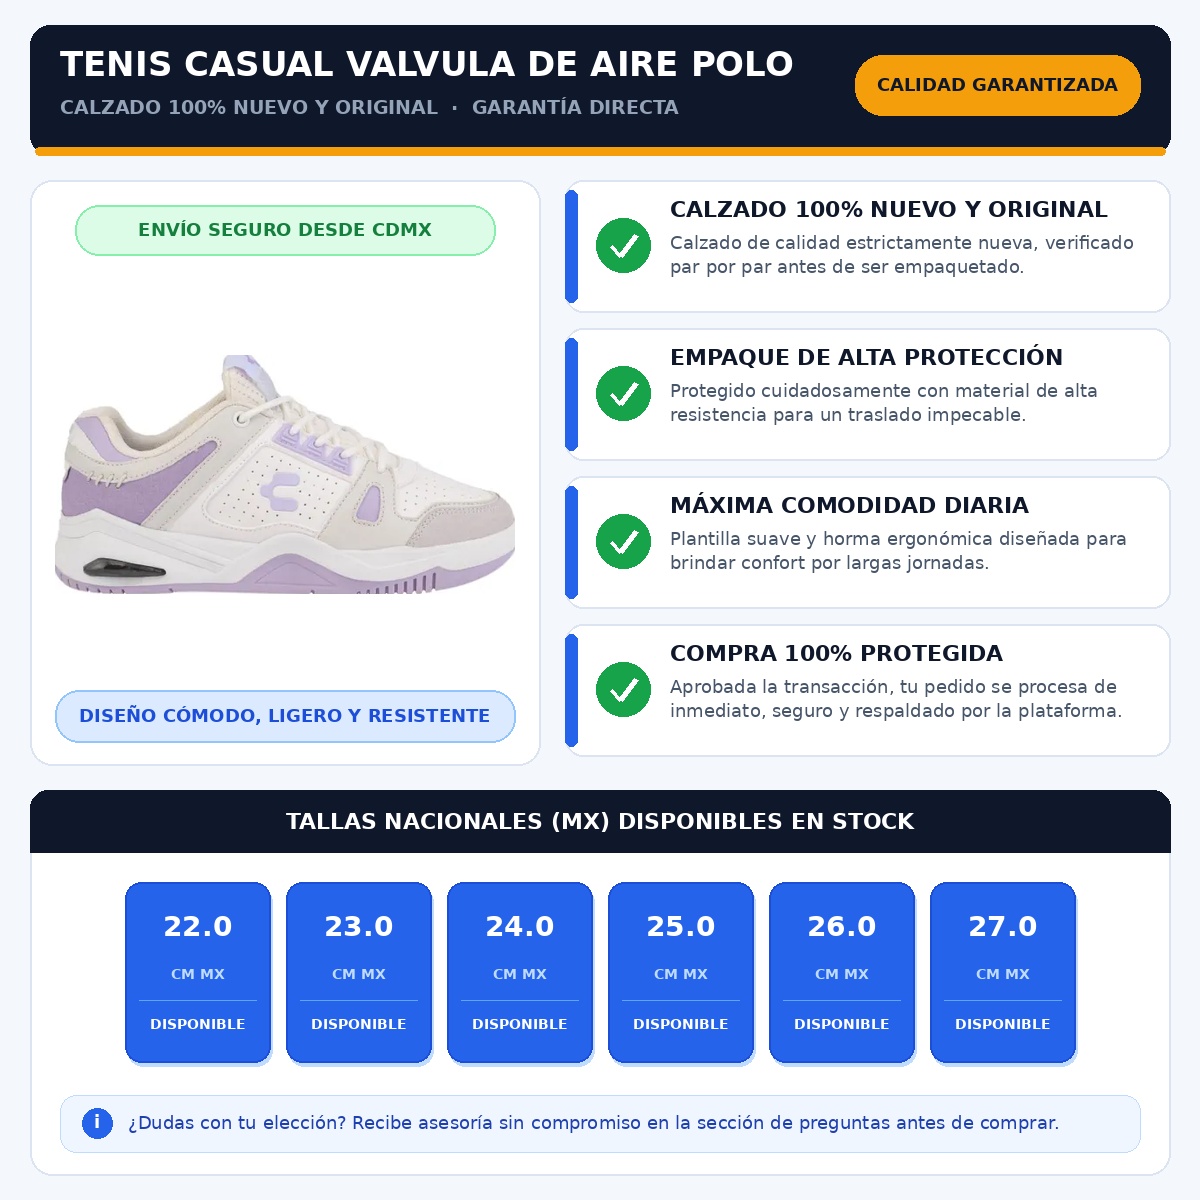 TENIS CASUAL VALVULA DE AIRE POLO
CALZADO 100% NUEVO Y ORIGINAL · GARANTÍA DIRECTA
CALIDAD GARANTIZADA
ENVÍO SEGURO DESDE CDMX
DISEÑO CÓMODO, LIGERO Y RESISTENTE
CALZADO 100% NUEVO Y ORIGINAL
Calzado de calidad estrictamente nueva, verificado
par por par antes de ser empaquetado.
EMPAQUE DE ALTA PROTECCIÓN
Protegido cuidadosamente con material de alta
resistencia para un traslado impecable.
MÁXIMA COMODIDAD DIARIA
Plantilla suave y horma ergonómica diseñada para
brindar confort por largas jornadas.
COMPRA 100% PROTEGIDA
Aprobada la transacción, tu pedido se procesa de
inmediato, seguro y respaldado por la plataforma.
TALLAS NACIONALES (MX) DISPONIBLES EN STOCK
22.0
CM MX
DISPONIBLE
23.0
CM MX
DISPONIBLE
24.0
CM MX
DISPONIBLE
25.0
CM MX
DISPONIBLE
26.0
CM MX
DISPONIBLE
27.0
CM MX
DISPONIBLE
i
¿Dudas con tu elección? Recibe asesoría sin compromiso en la sección de preguntas antes de comprar.